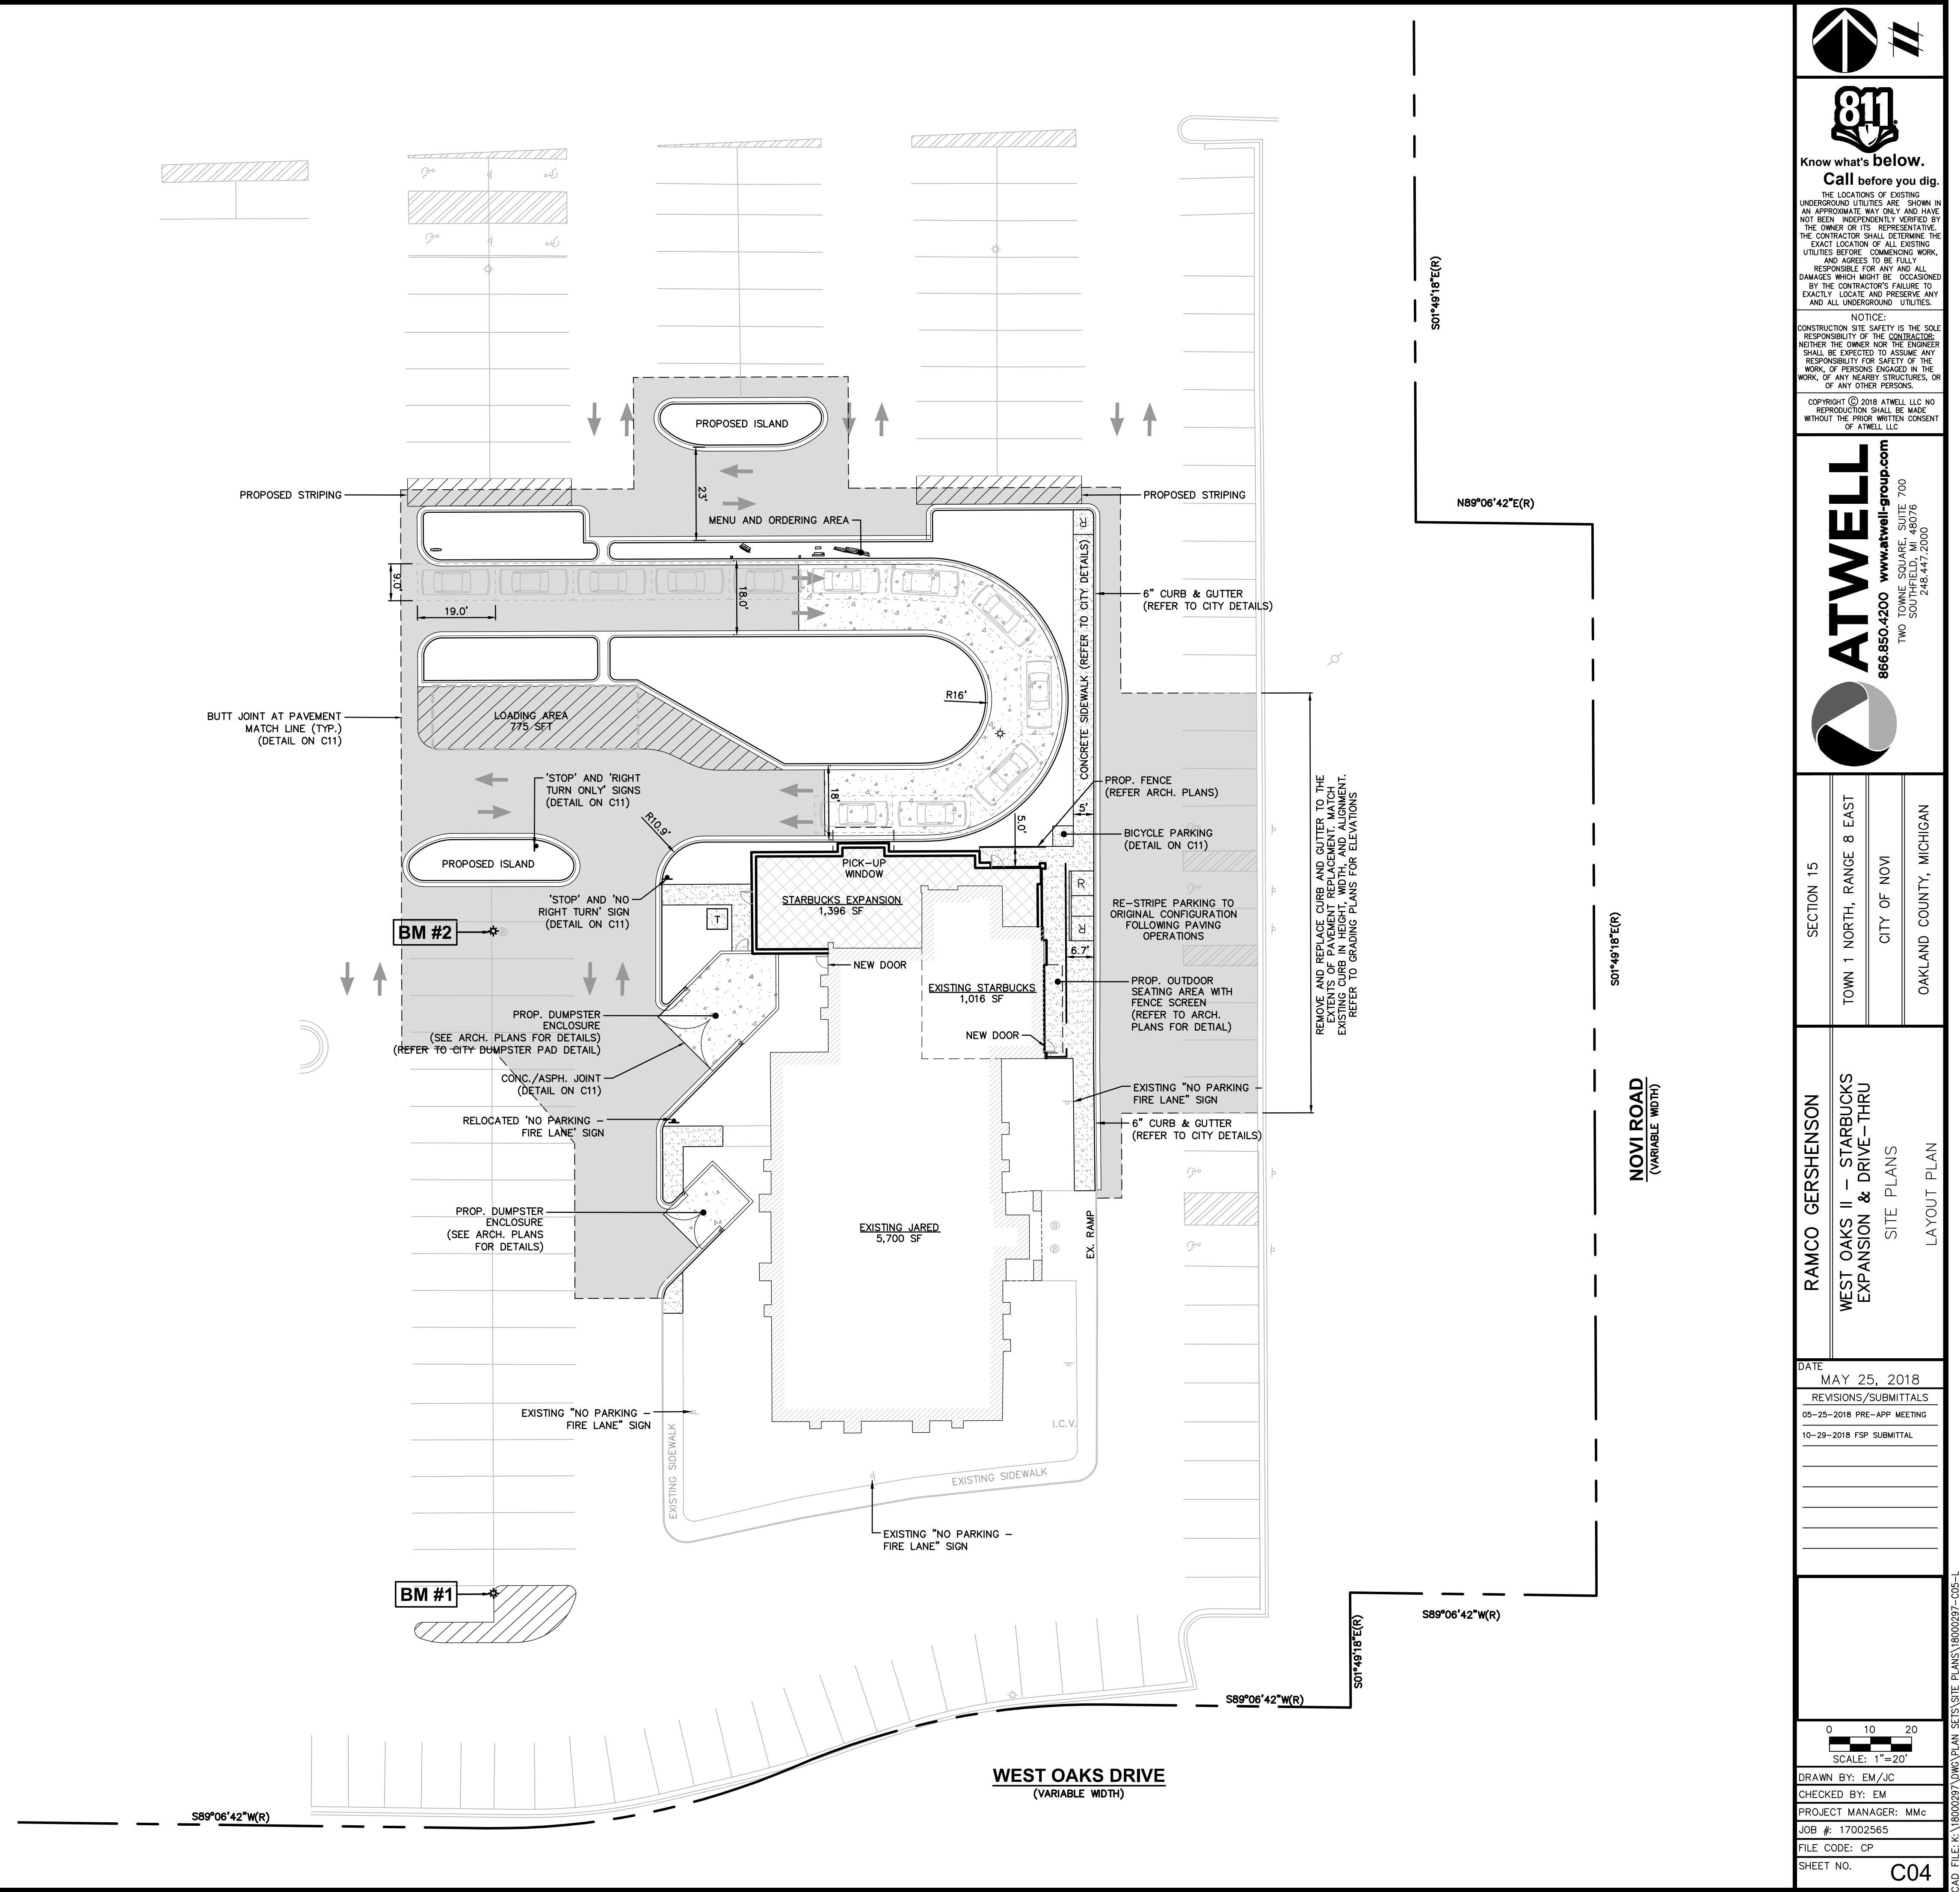 PROPOSED ISLAND
PROPOSED STRIPING
PROPOSED STRIPING
23'
MENU AND ORDERING AREA
R
9.0'
19.0'
18.0'
6" CURB & GUTTER
(REFER TO CITY DETAILS)
CONCRETE SIDEWALK (REFER TO CITY DETAILS)
R16'
BUTT JOINT AT PAVEMENT
MATCH LINE (TYP.)
(DETAIL ON C11)
LOADING AREA
775 SFT
'STOP' AND 'RIGHT
TURN ONLY' SIGNS
(DETAIL ON C11)
18'
R10.9'
PROP. FENCE
(REFER ARCH. PLANS)
5'
5.0'
BICYCLE PARKING
(DETAIL ON C11)
PROPOSED ISLAND
PICK-UP
WINDOW
STARBUCKS EXPANSION
1,396 SF
'STOP' AND 'NO
RIGHT TURN' SIGN
(DETAIL ON C11)
T
BM #2
R
R
6.7'
RE-STRIPE PARKING TO
ORIGINAL CONFIGURATION
FOLLOWING PAVING
OPERATIONS
REMOVE AND REPLACE CURB AND GUTTER TO THE
EXTENTS OF PAVEMENT REPLACEMENT. MATCH
EXISTING CURB IN HEIGHT, WIDTH, AND ALIGNMENT.
REFER TO GRADING PLANS FOR ELEVATIONS
NEW DOOR
EXISTING STARBUCKS
1,016 SF
PROP. OUTDOOR
SEATING AREA WITH
FENCE SCREEN
(REFER TO ARCH.
PLANS FOR DETIAL)
NEW DOOR
PROP. DUMPSTER
ENCLOSURE
(SEE ARCH. PLANS FOR DETAILS)
(REFER TO CITY DUMPSTER PAD DETAIL)
CONC./ASPH. JOINT
(DETAIL ON C11)
EXISTING "NO PARKING –
FIRE LANE" SIGN
RELOCATED 'NO PARKING –
FIRE LANE' SIGN
6" CURB & GUTTER
(REFER TO CITY DETAILS)
PROP. DUMPSTER
ENCLOSURE
(SEE ARCH. PLANS
FOR DETAILS)
EXISTING JARED
5,700 SF
B
B
EX. RAMP
EXISTING "NO PARKING –
FIRE LANE" SIGN
I.C.V.
EXISTING SIDEWALK
EXISTING SIDEWALK
EXISTING "NO PARKING –
FIRE LANE" SIGN
BM #1
S01°49'18"E(R)
N89°06'42"E(R)
S01°49'18"E(R)
NOVI ROAD
(VARIABLE WIDTH)
S89°06'42"W(R)
S01°49'18"E(R)
S89°06'42"W(R)
WEST OAKS DRIVE
(VARIABLE WIDTH)
S89°06'42"W(R)
811
Know what's below.
Call before you dig.
THE LOCATIONS OF EXISTING
UNDERGROUND UTILITIES ARE SHOWN IN
AN APPROXIMATE WAY ONLY AND HAVE
NOT BEEN INDEPENDENTLY VERIFIED BY
THE OWNER OR ITS REPRESENTATIVE.
THE CONTRACTOR SHALL DETERMINE THE
EXACT LOCATION OF ALL EXISTING
UTILITIES BEFORE COMMENCING WORK,
AND AGREES TO BE FULLY
RESPONSIBLE FOR ANY AND ALL
DAMAGES WHICH MIGHT BE OCCASIONED
BY THE CONTRACTOR'S FAILURE TO
EXACTLY LOCATE AND PRESERVE ANY
AND ALL UNDERGROUND UTILITIES.
NOTICE:
CONSTRUCTION SITE SAFETY IS THE SOLE
RESPONSIBILITY OF THE CONTRACTOR;
NEITHER THE OWNER NOR THE ENGINEER
SHALL BE EXPECTED TO ASSUME ANY
RESPONSIBILITY FOR SAFETY OF THE
WORK, OF PERSONS ENGAGED IN THE
WORK, OF ANY NEARBY STRUCTURES, OR
OF ANY OTHER PERSONS.
COPYRIGHT © 2018 ATWELL LLC NO
REPRODUCTION SHALL BE MADE
WITHOUT THE PRIOR WRITTEN CONSENT
OF ATWELL LLC
ATWELL
866.850.4200 www.atwell-group.com
TWO TOWNE SQUARE, SUITE 700
SOUTHFIELD, MI 48076
248.447.2000
SECTION 15
TOWN 1 NORTH, RANGE 8 EAST
CITY OF NOVI
OAKLAND COUNTY, MICHIGAN
RAMCO GERSHENSON
WEST OAKS II – STARBUCKS
EXPANSION & DRIVE-THRU
SITE PLANS
LAYOUT PLAN
DATE
MAY 25, 2018
REVISIONS/SUBMITTALS
05-25-2018 PRE-APP MEETING
10-29-2018 FSP SUBMITTAL
0 10 20
SCALE: 1"=20'
DRAWN BY: EM/JC
CHECKED BY: EM
PROJECT MANAGER: MMc
JOB #: 17002565
FILE CODE: CP
SHEET NO.
C04
CAD FILE: K:\18000297\DWG\PLAN SETS\SITE PLANS\18000297-C05-L